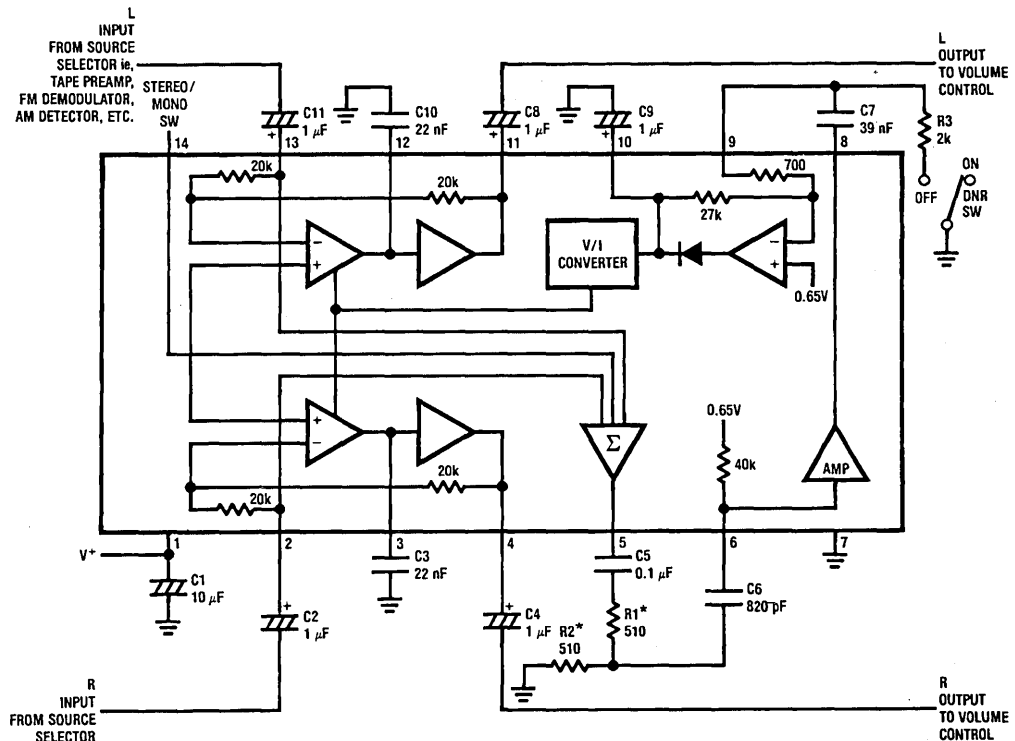 L
INPUT
FROM SOURCE
SELECTOR ie,
TAPE PREAMP,
FM DEMODULATOR,
AM DETECTOR, ETC.
STEREO/
MONO
SW
14
C11
1 µF
+
13
C10
22 nF
12
C8
1 µF
+
11
C9
1 µF
+
10
9
C7
39 nF
8
L
OUTPUT
TO VOLUME
CONTROL
R3
2k
ON
OFF
DNR
SW
20k
20k
700
27k
−
+
V/I
CONVERTER
−
+
0.65V
+
−
Σ
0.65V
40k
AMP
20k
20k
1
2
3
4
5
6
7
V+
C1
10 µF
C2
+
1 µF
C3
22 nF
+
C4
1 µF
C5
0.1 µF
R1*
510
R2*
510
C6
820 pF
R
INPUT
FROM SOURCE
SELECTOR
R
OUTPUT
TO VOLUME
CONTROL